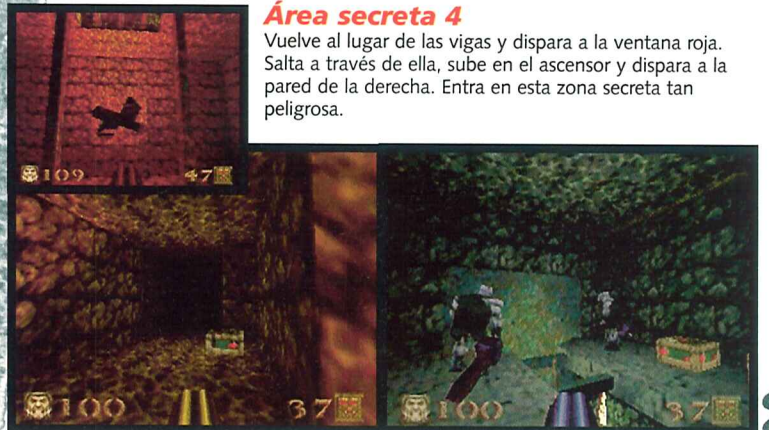 Área secreta 4
Vuelve al lugar de las vigas y dispara a la ventana roja.
Salta a través de ella, sube en el ascensor y dispara a la
pared de la derecha. Entra en esta zona secreta tan
peligrosa.
109 47
100 37
100 37